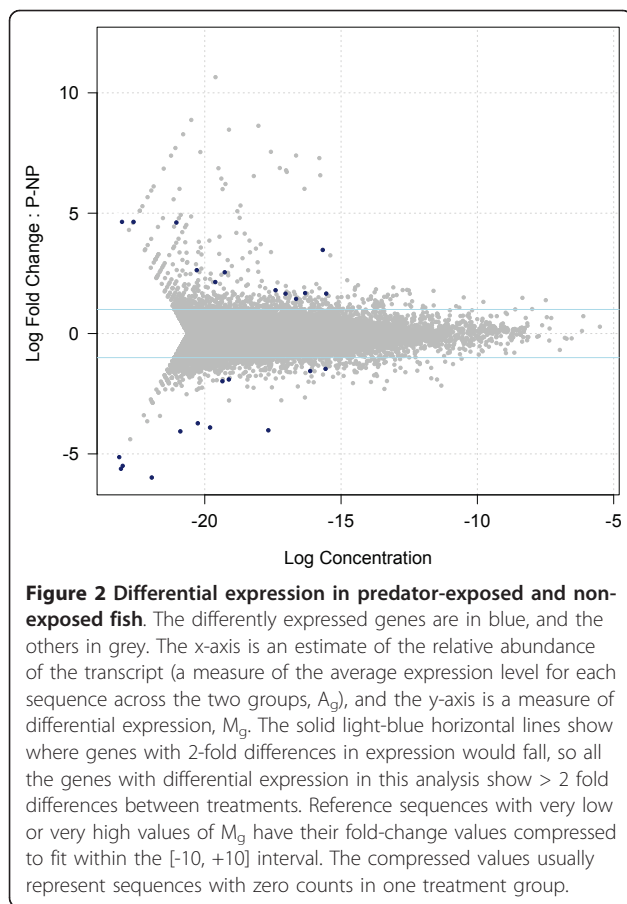 10
5
0
-5
Log Fold Change : P-NP
-20
-15
-10
-5
Log Concentration
Figure 2 Differential expression in predator-exposed and non-
exposed fish. The differently expressed genes are in blue, and the
others in grey. The x-axis is an estimate of the relative abundance
of the transcript (a measure of the average expression level for each
sequence across the two groups, Ag), and the y-axis is a measure of
differential expression, Mg. The solid light-blue horizontal lines show
where genes with 2-fold differences in expression would fall, so all
the genes with differential expression in this analysis show > 2 fold
differences between treatments. Reference sequences with very low
or very high values of Mg have their fold-change values compressed
to fit within the [-10, +10] interval. The compressed values usually
represent sequences with zero counts in one treatment group.